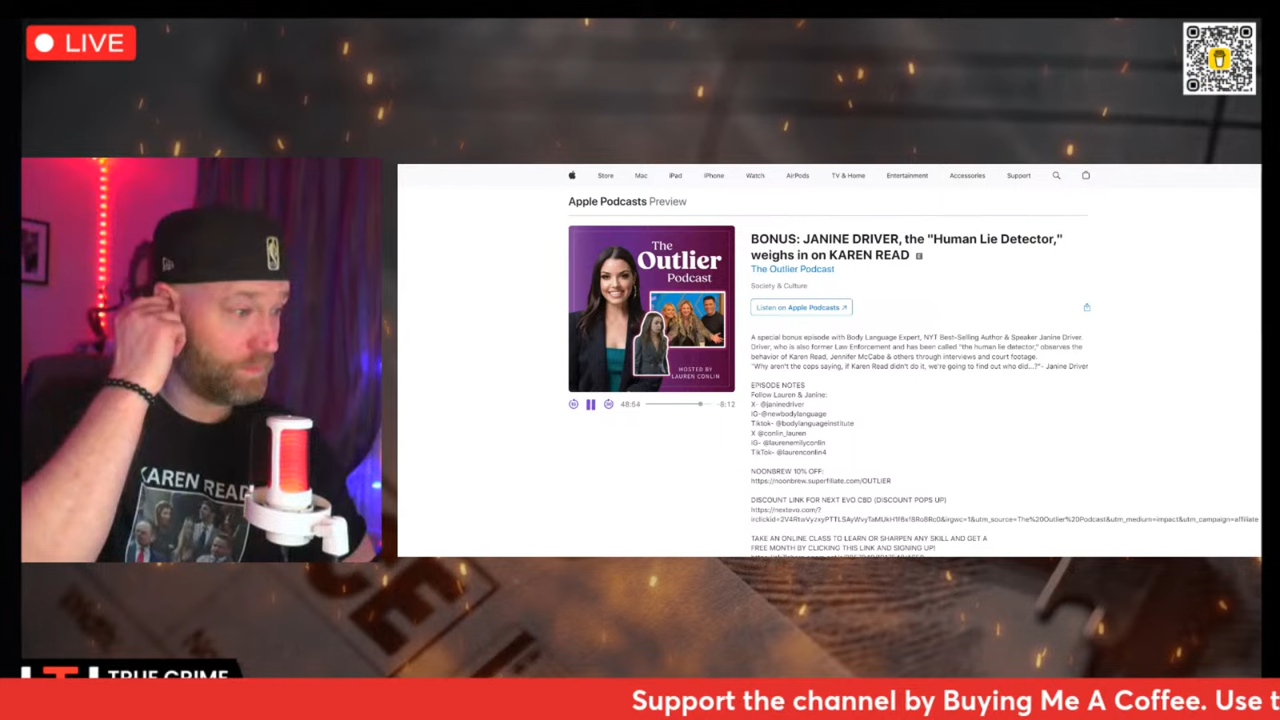 LIVE
Store Mac iPad iPhone Watch AirPods TV & Home Entertainment Accessories Support
Apple Podcasts Preview
The
Outlier
Podcast
HOSTED BY
LAUREN CONLIN
48:54
-8:12
BONUS: JANINE DRIVER, the "Human Lie Detector,"
weighs in on KAREN READ
The Outlier Podcast
Society & Culture
Listen on Apple Podcasts ↗
A special bonus episode with Body Language Expert, NYT Best-Selling Author & Speaker Janine Driver.
Driver, who is also former Law Enforcement and has been called "the human lie detector," observes the
behavior of Karen Read, Jennifer McCabe & others through interviews and court footage.
"Why aren't the cops saying, if Karen Read didn't do it, we're going to find out who did...?"- Janine Driver
EPISODE NOTES
Follow Lauren & Janine:
X- @janinedriver
IG-@newbodylanguage
Tiktok- @bodylanguageinstitute
X @conlin_lauren
IG- @laurenemilyconlin
TikTok- @laurenconlin4
NOONBREW 10% OFF:
https://noonbrew.superfiliate.com/OUTLIER
DISCOUNT LINK FOR NEXT EVO CBD (DISCOUNT POPS UP)
https://nextevo.com/?
TAKE AN ONLINE CLASS TO LEARN OR SHARPEN ANY SKILL AND GET A
FREE MONTH BY CLICKING THIS LINK AND SIGNING UP!
KAREN READ
TRUE CRIME
Support the channel by Buying Me A Coffee. Use t